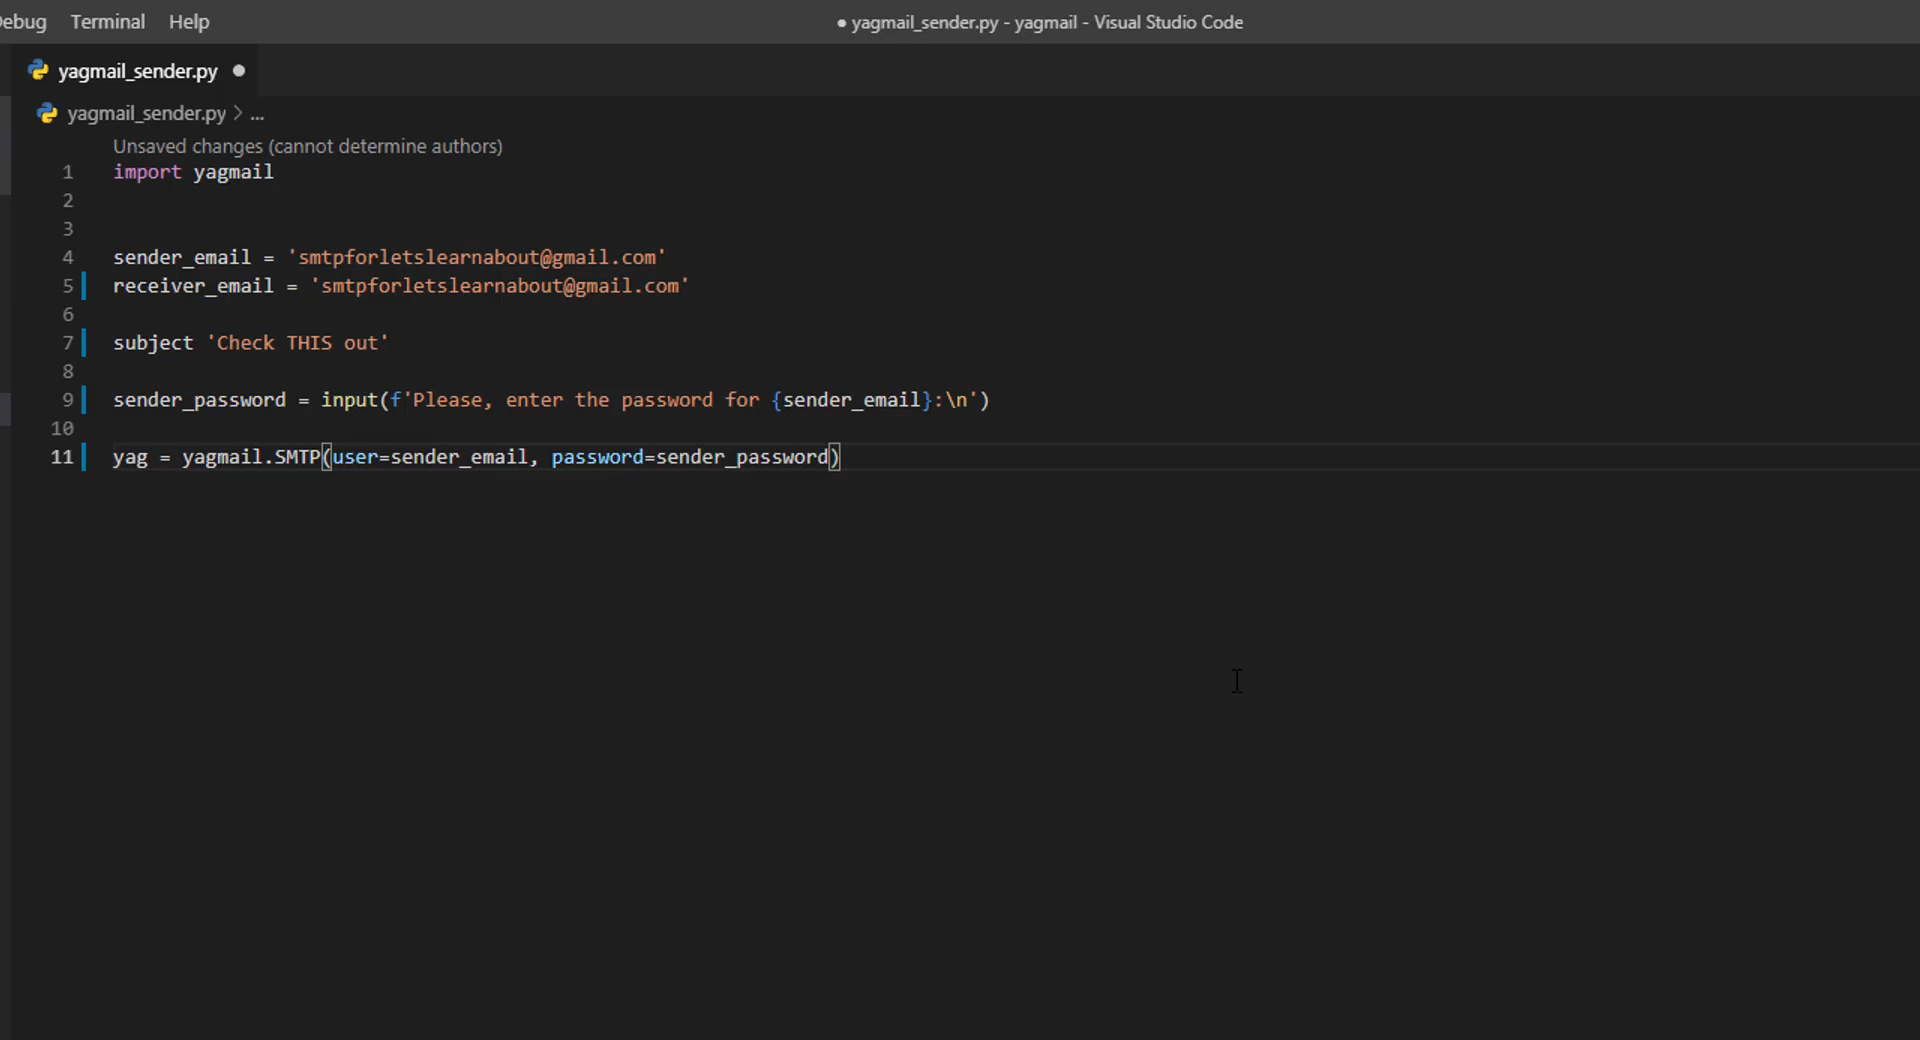 ebug Terminal Help
● yagmail_sender.py - yagmail - Visual Studio Code
yagmail_sender.py ●
yagmail_sender.py > ...
Unsaved changes (cannot determine authors)
1 import yagmail
2
3
4 sender_email = 'smtpforletslearnabout@gmail.com'
5 receiver_email = 'smtpforletslearnabout@gmail.com'
6
7 subject 'Check THIS out'
8
9 sender_password = input(f'Please, enter the password for {sender_email}:\n')
10
11 yag = yagmail.SMTP(user=sender_email, password=sender_password)